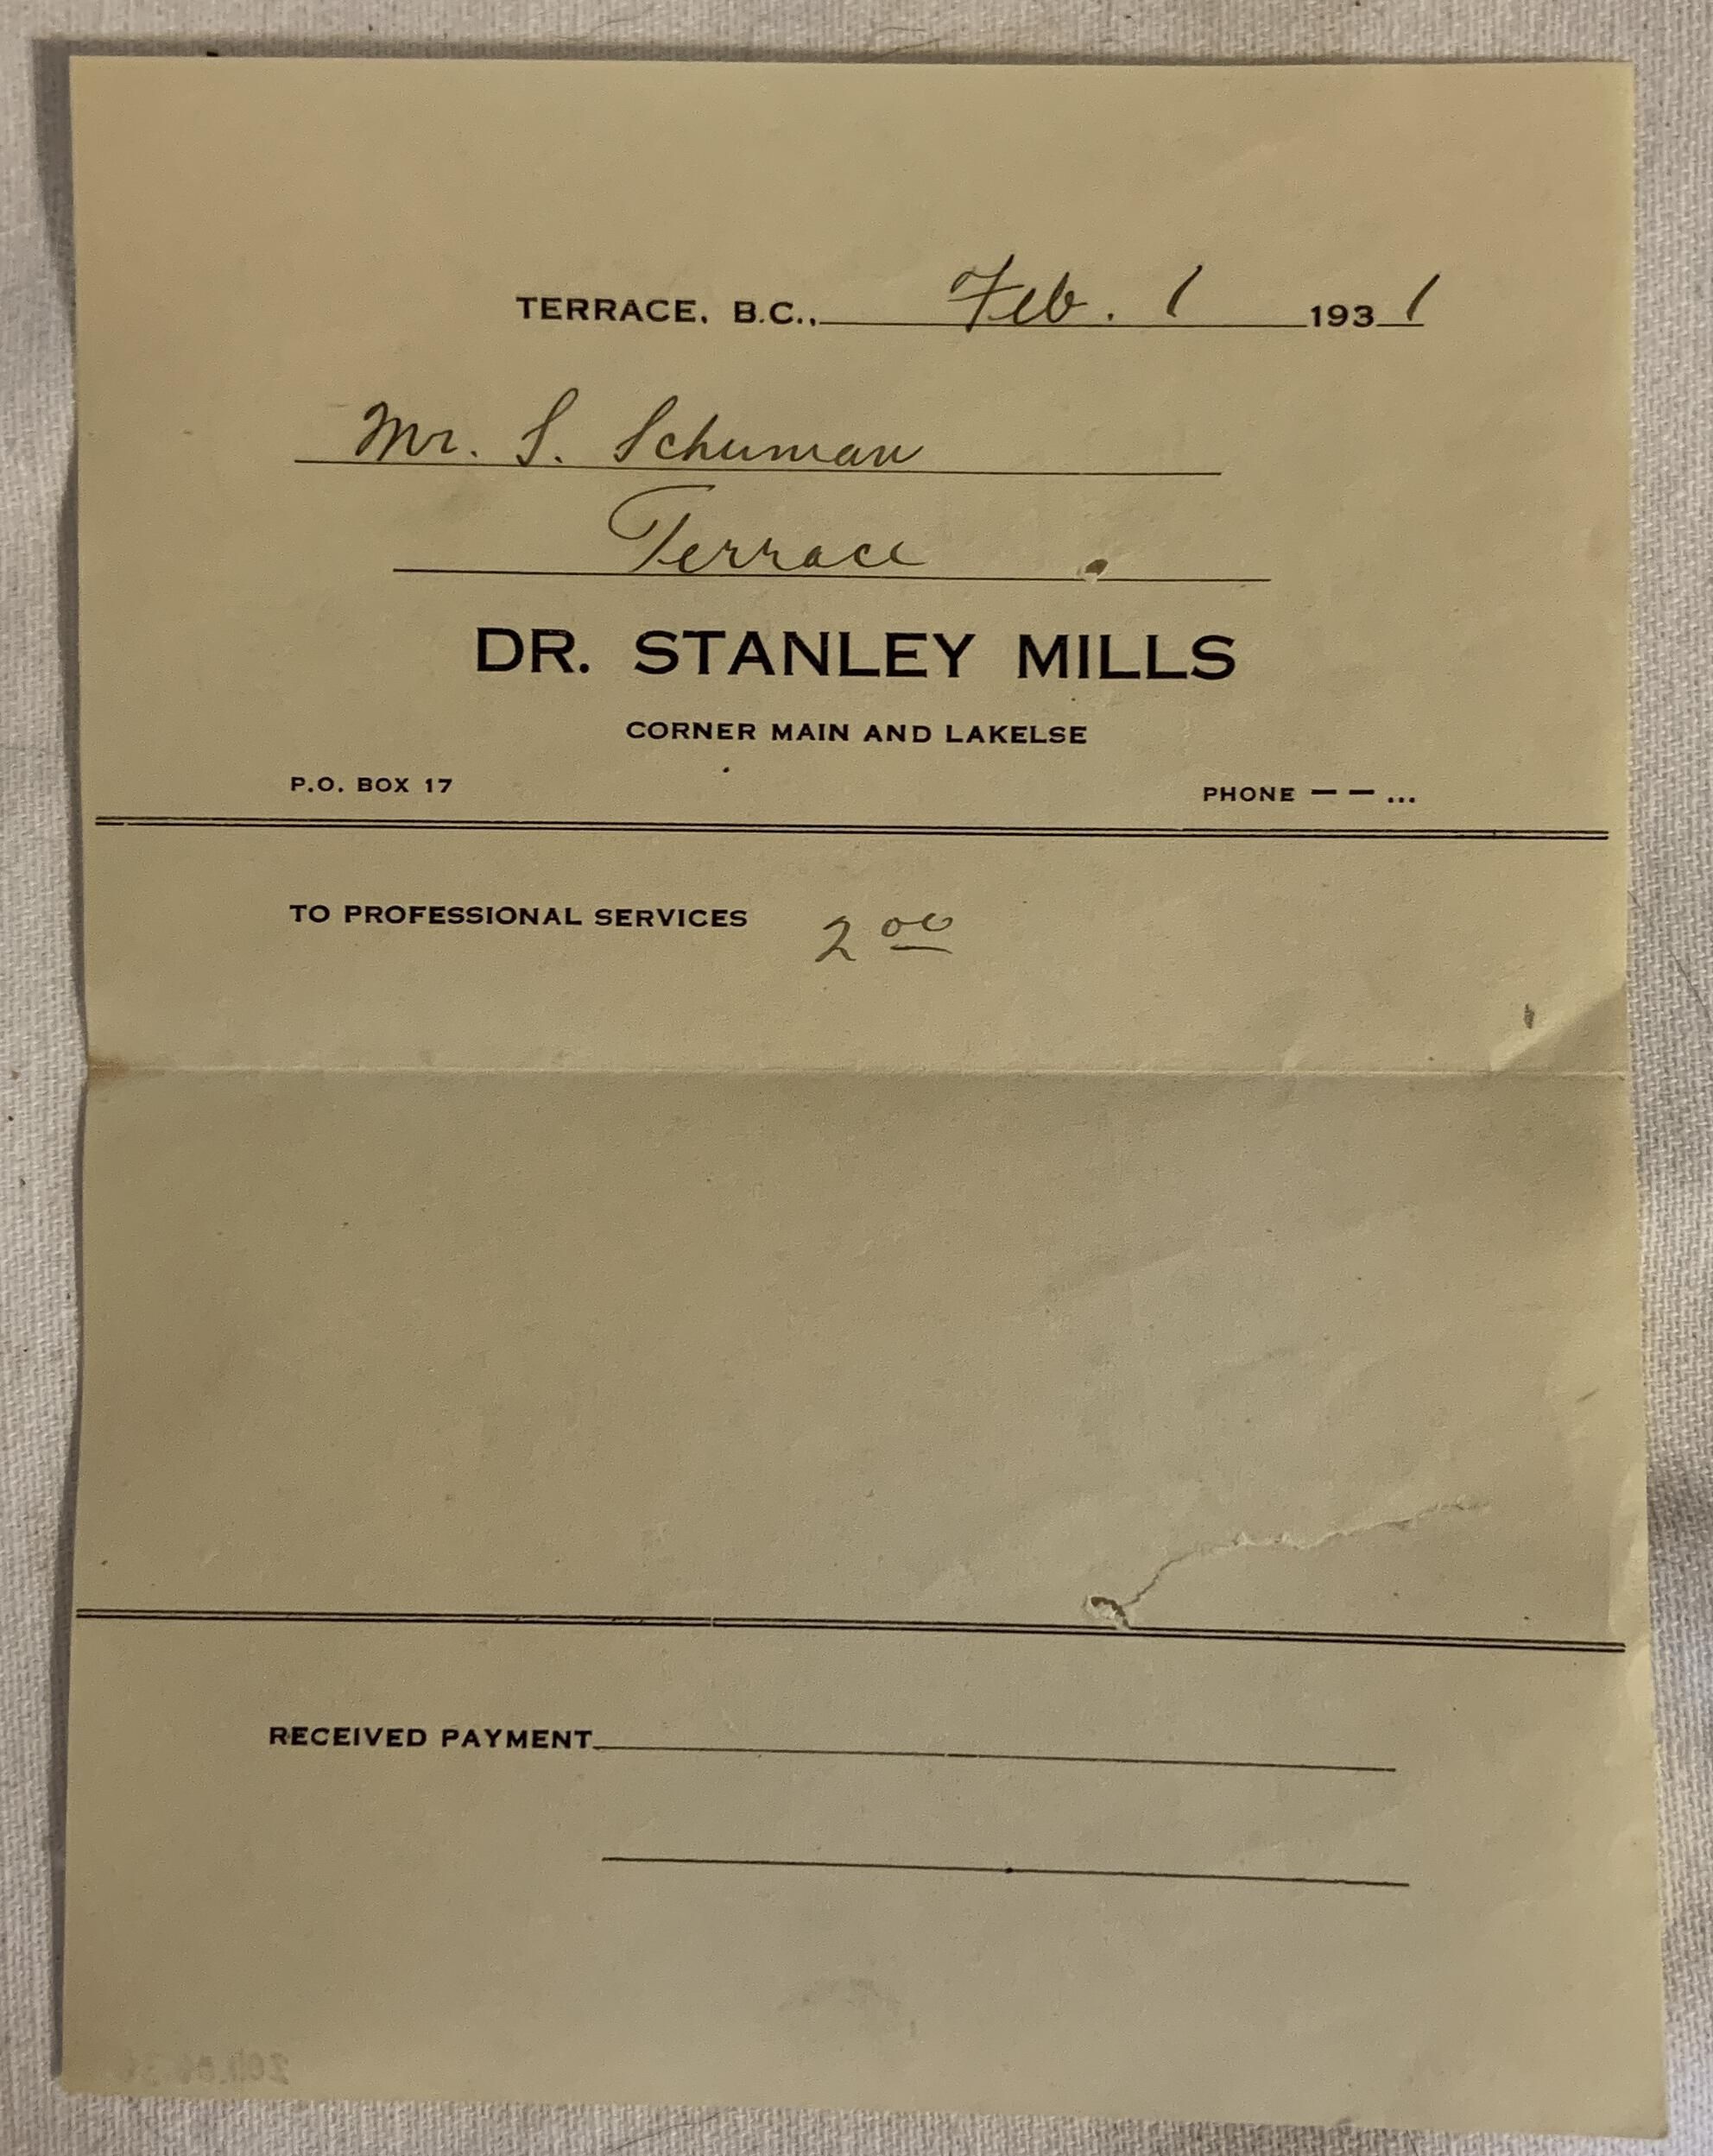 TERRACE, B.C., Feb. 1 1931
Mr. S. Schuman
Terrace
DR. STANLEY MILLS
CORNER MAIN AND LAKELSE
P.O. BOX 17 PHONE — — ...
TO PROFESSIONAL SERVICES 2 00
RECEIVED PAYMENT